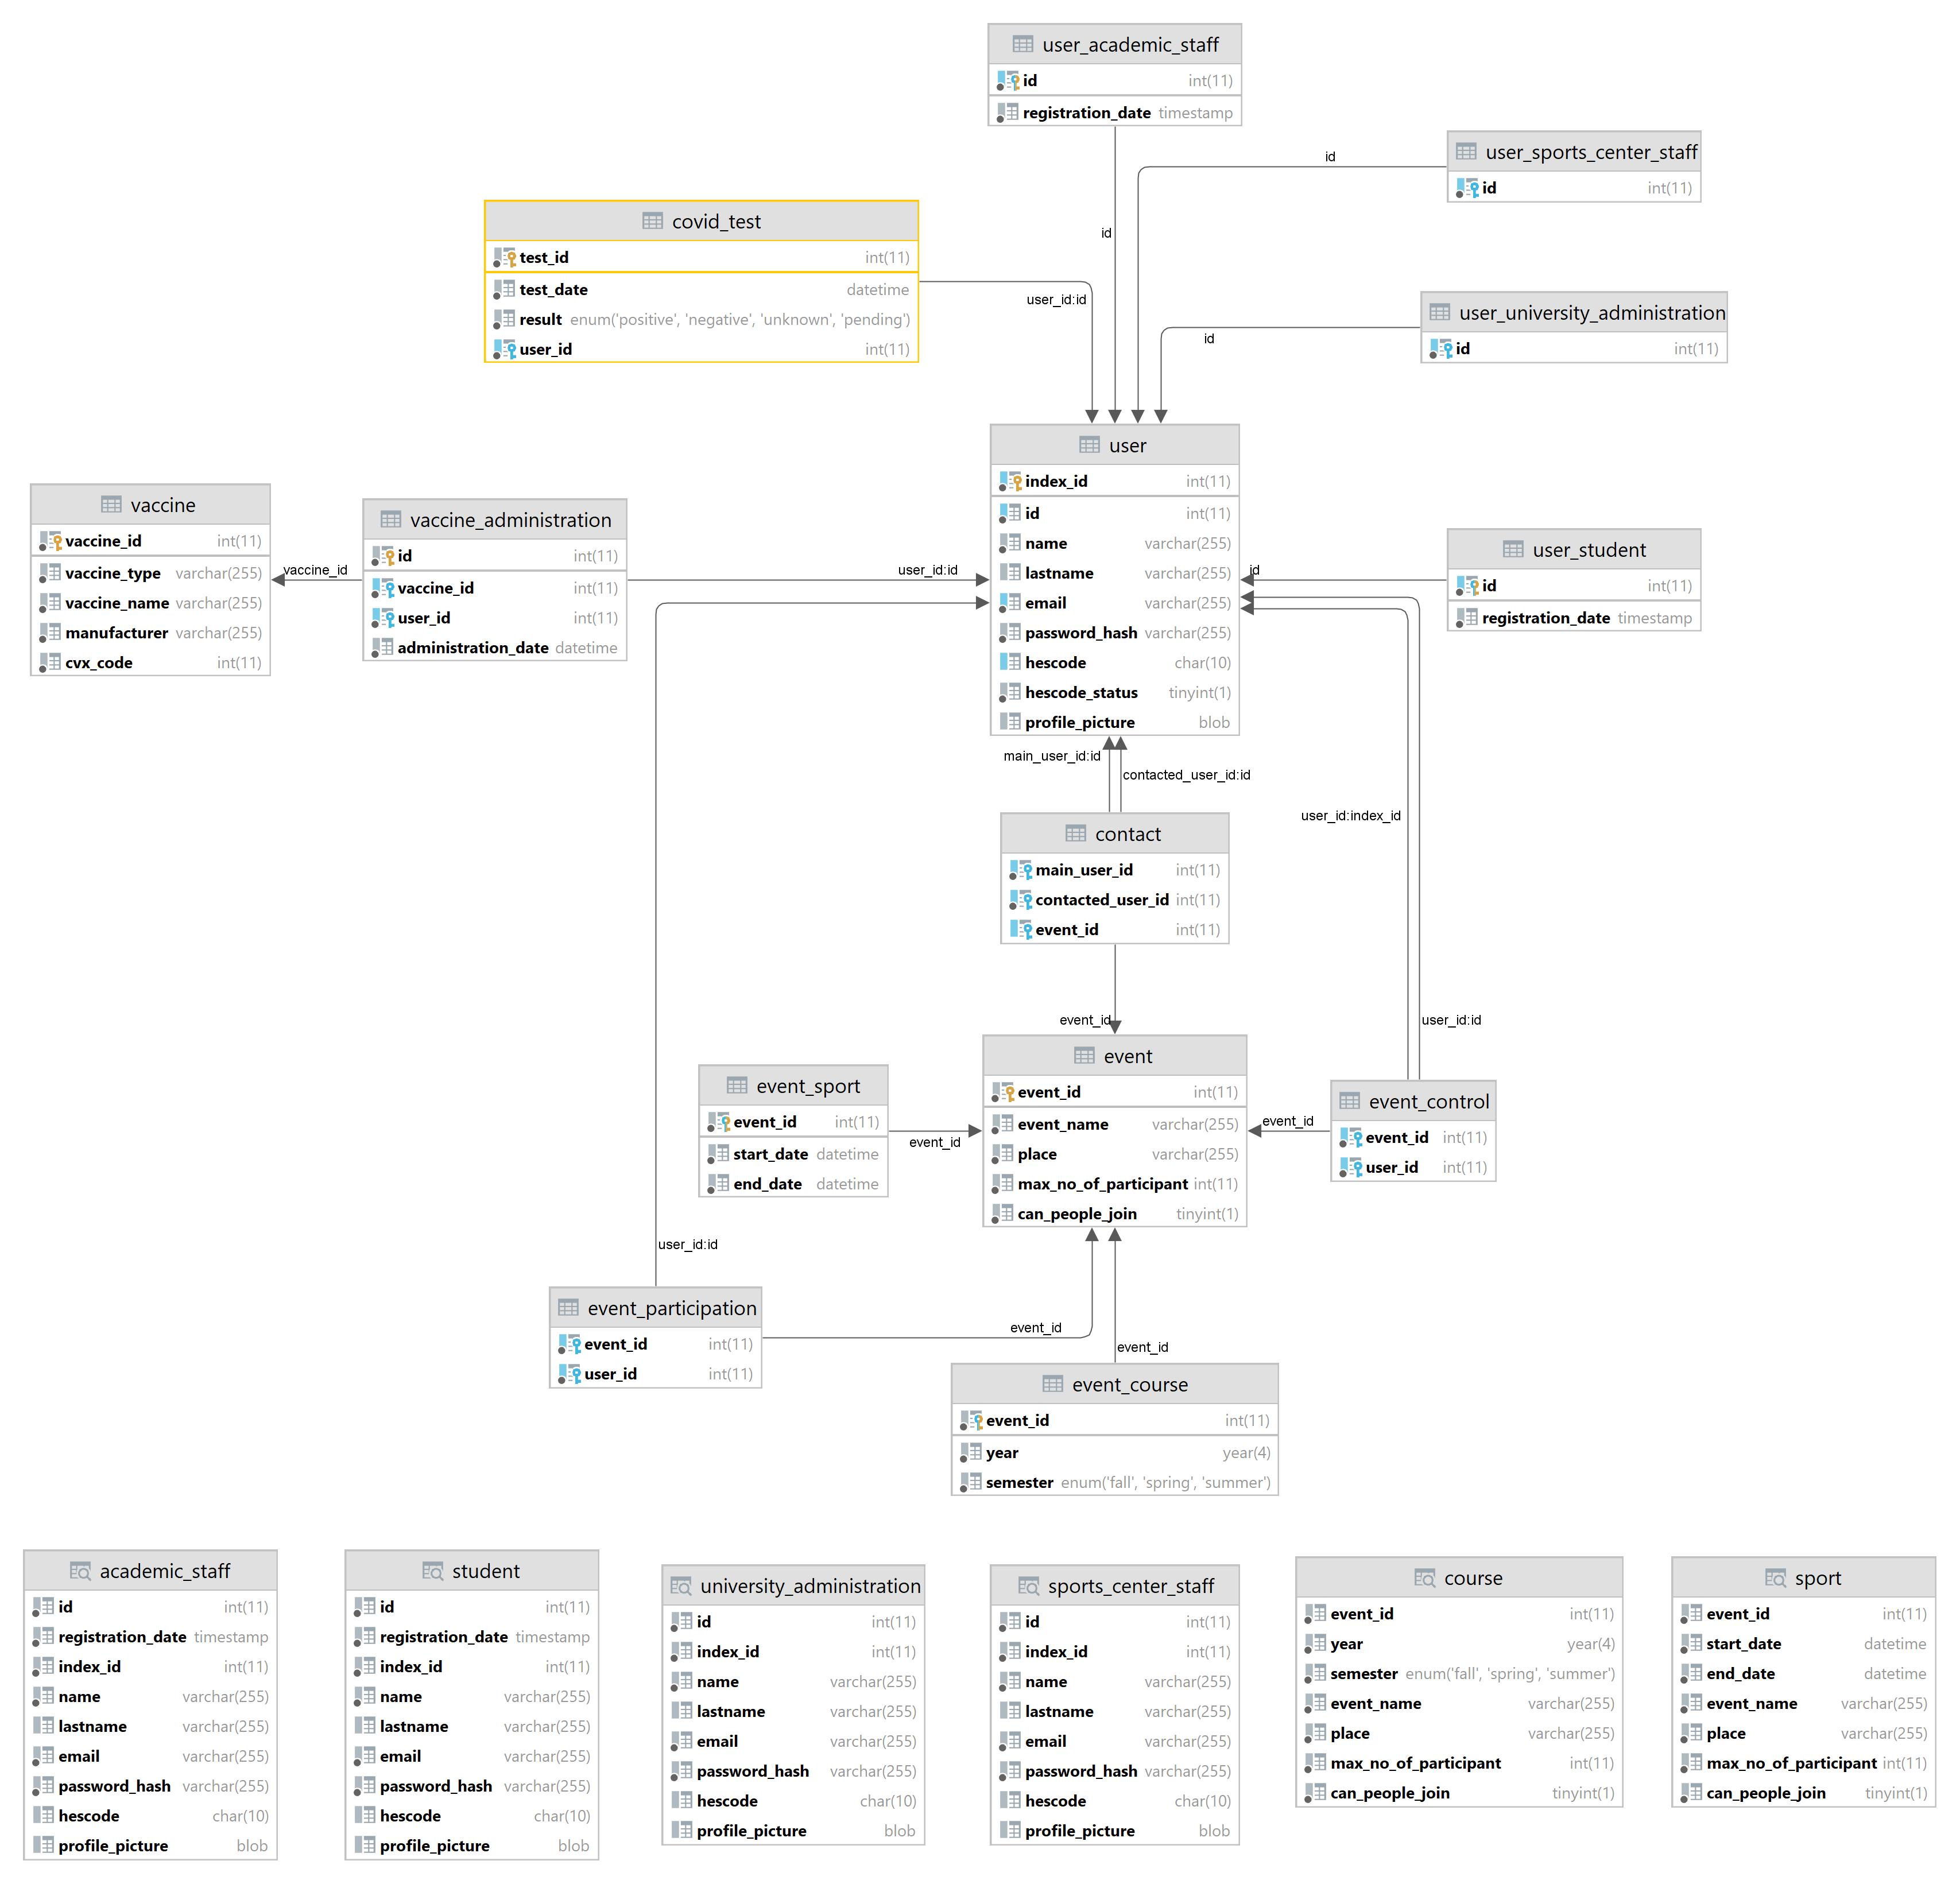 user_academic_staff
id int(11)
registration_date timestamp
user_sports_center_staff
id int(11)
id
id
covid_test
test_id int(11)
test_date datetime
result enum('positive', 'negative', 'unknown', 'pending')
user_id int(11)
user_id:id
user_university_administration
id int(11)
id
user
index_id int(11)
id int(11)
name varchar(255)
lastname varchar(255)
email varchar(255)
password_hash varchar(255)
hescode char(10)
hescode_status tinyint(1)
profile_picture blob
vaccine
vaccine_id int(11)
vaccine_type varchar(255)
vaccine_name varchar(255)
manufacturer varchar(255)
cvx_code int(11)
vaccine_id
vaccine_administration
id int(11)
vaccine_id int(11)
user_id int(11)
administration_date datetime
user_id:id
user_student
id int(11)
registration_date timestamp
id
main_user_id:id
contacted_user_id:id
user_id:index_id
contact
main_user_id int(11)
contacted_user_id int(11)
event_id int(11)
event_id
user_id:id
event
event_id int(11)
event_name varchar(255)
place varchar(255)
max_no_of_participant int(11)
can_people_join tinyint(1)
event_sport
event_id int(11)
start_date datetime
end_date datetime
event_id
event_id
event_control
event_id int(11)
user_id int(11)
user_id:id
event_participation
event_id int(11)
user_id int(11)
event_id
event_id
event_course
event_id int(11)
year year(4)
semester enum('fall', 'spring', 'summer')
academic_staff
id int(11)
registration_date timestamp
index_id int(11)
name varchar(255)
lastname varchar(255)
email varchar(255)
password_hash varchar(255)
hescode char(10)
profile_picture blob
student
id int(11)
registration_date timestamp
index_id int(11)
name varchar(255)
lastname varchar(255)
email varchar(255)
password_hash varchar(255)
hescode char(10)
profile_picture blob
university_administration
id int(11)
index_id int(11)
name varchar(255)
lastname varchar(255)
email varchar(255)
password_hash varchar(255)
hescode char(10)
profile_picture blob
sports_center_staff
id int(11)
index_id int(11)
name varchar(255)
lastname varchar(255)
email varchar(255)
password_hash varchar(255)
hescode char(10)
profile_picture blob
course
event_id int(11)
year year(4)
semester enum('fall', 'spring', 'summer')
event_name varchar(255)
place varchar(255)
max_no_of_participant int(11)
can_people_join tinyint(1)
sport
event_id int(11)
start_date datetime
end_date datetime
event_name varchar(255)
place varchar(255)
max_no_of_participant int(11)
can_people_join tinyint(1)